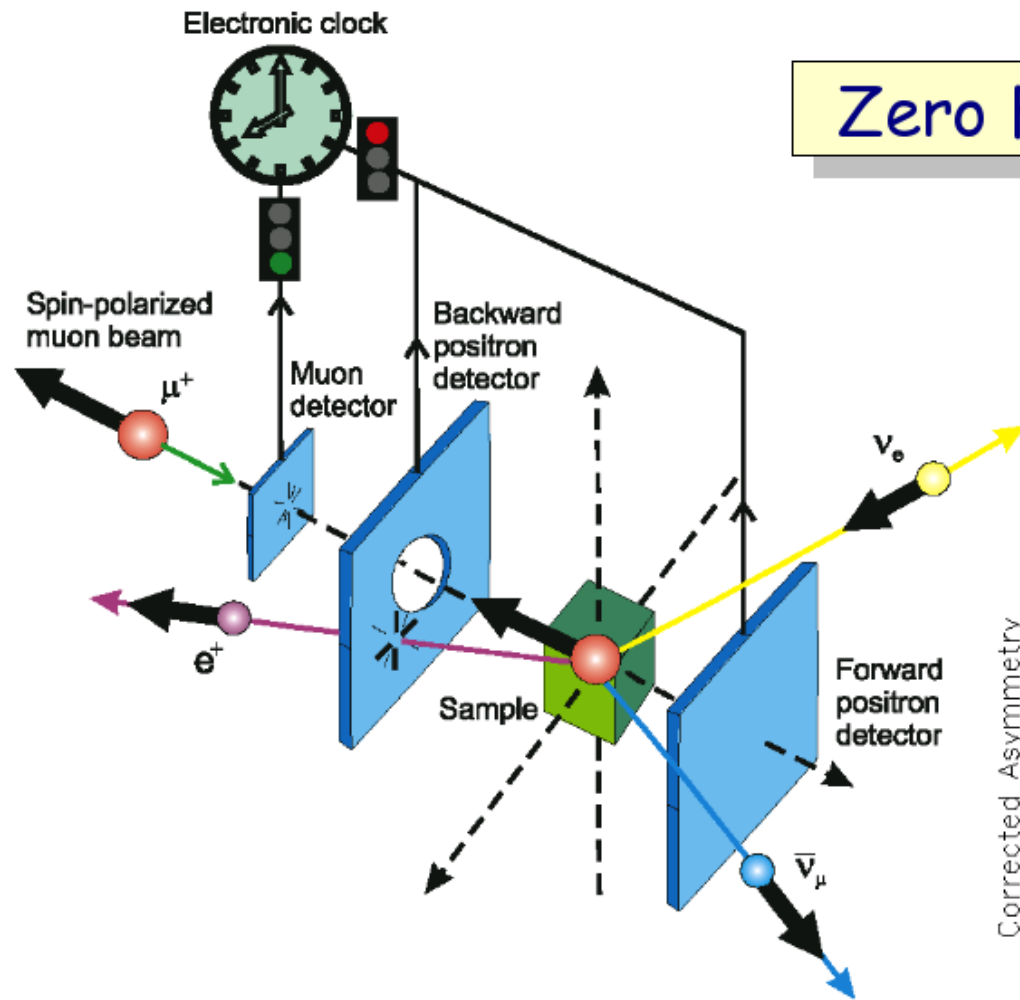 Electronic clock
Zero
Spin-polarized
muon beam
μ⁺
Muon
detector
Backward
positron
detector
νₑ
e⁺
Sample
Forward
positron
detector
ν̅_μ
Corrected Asymmetry